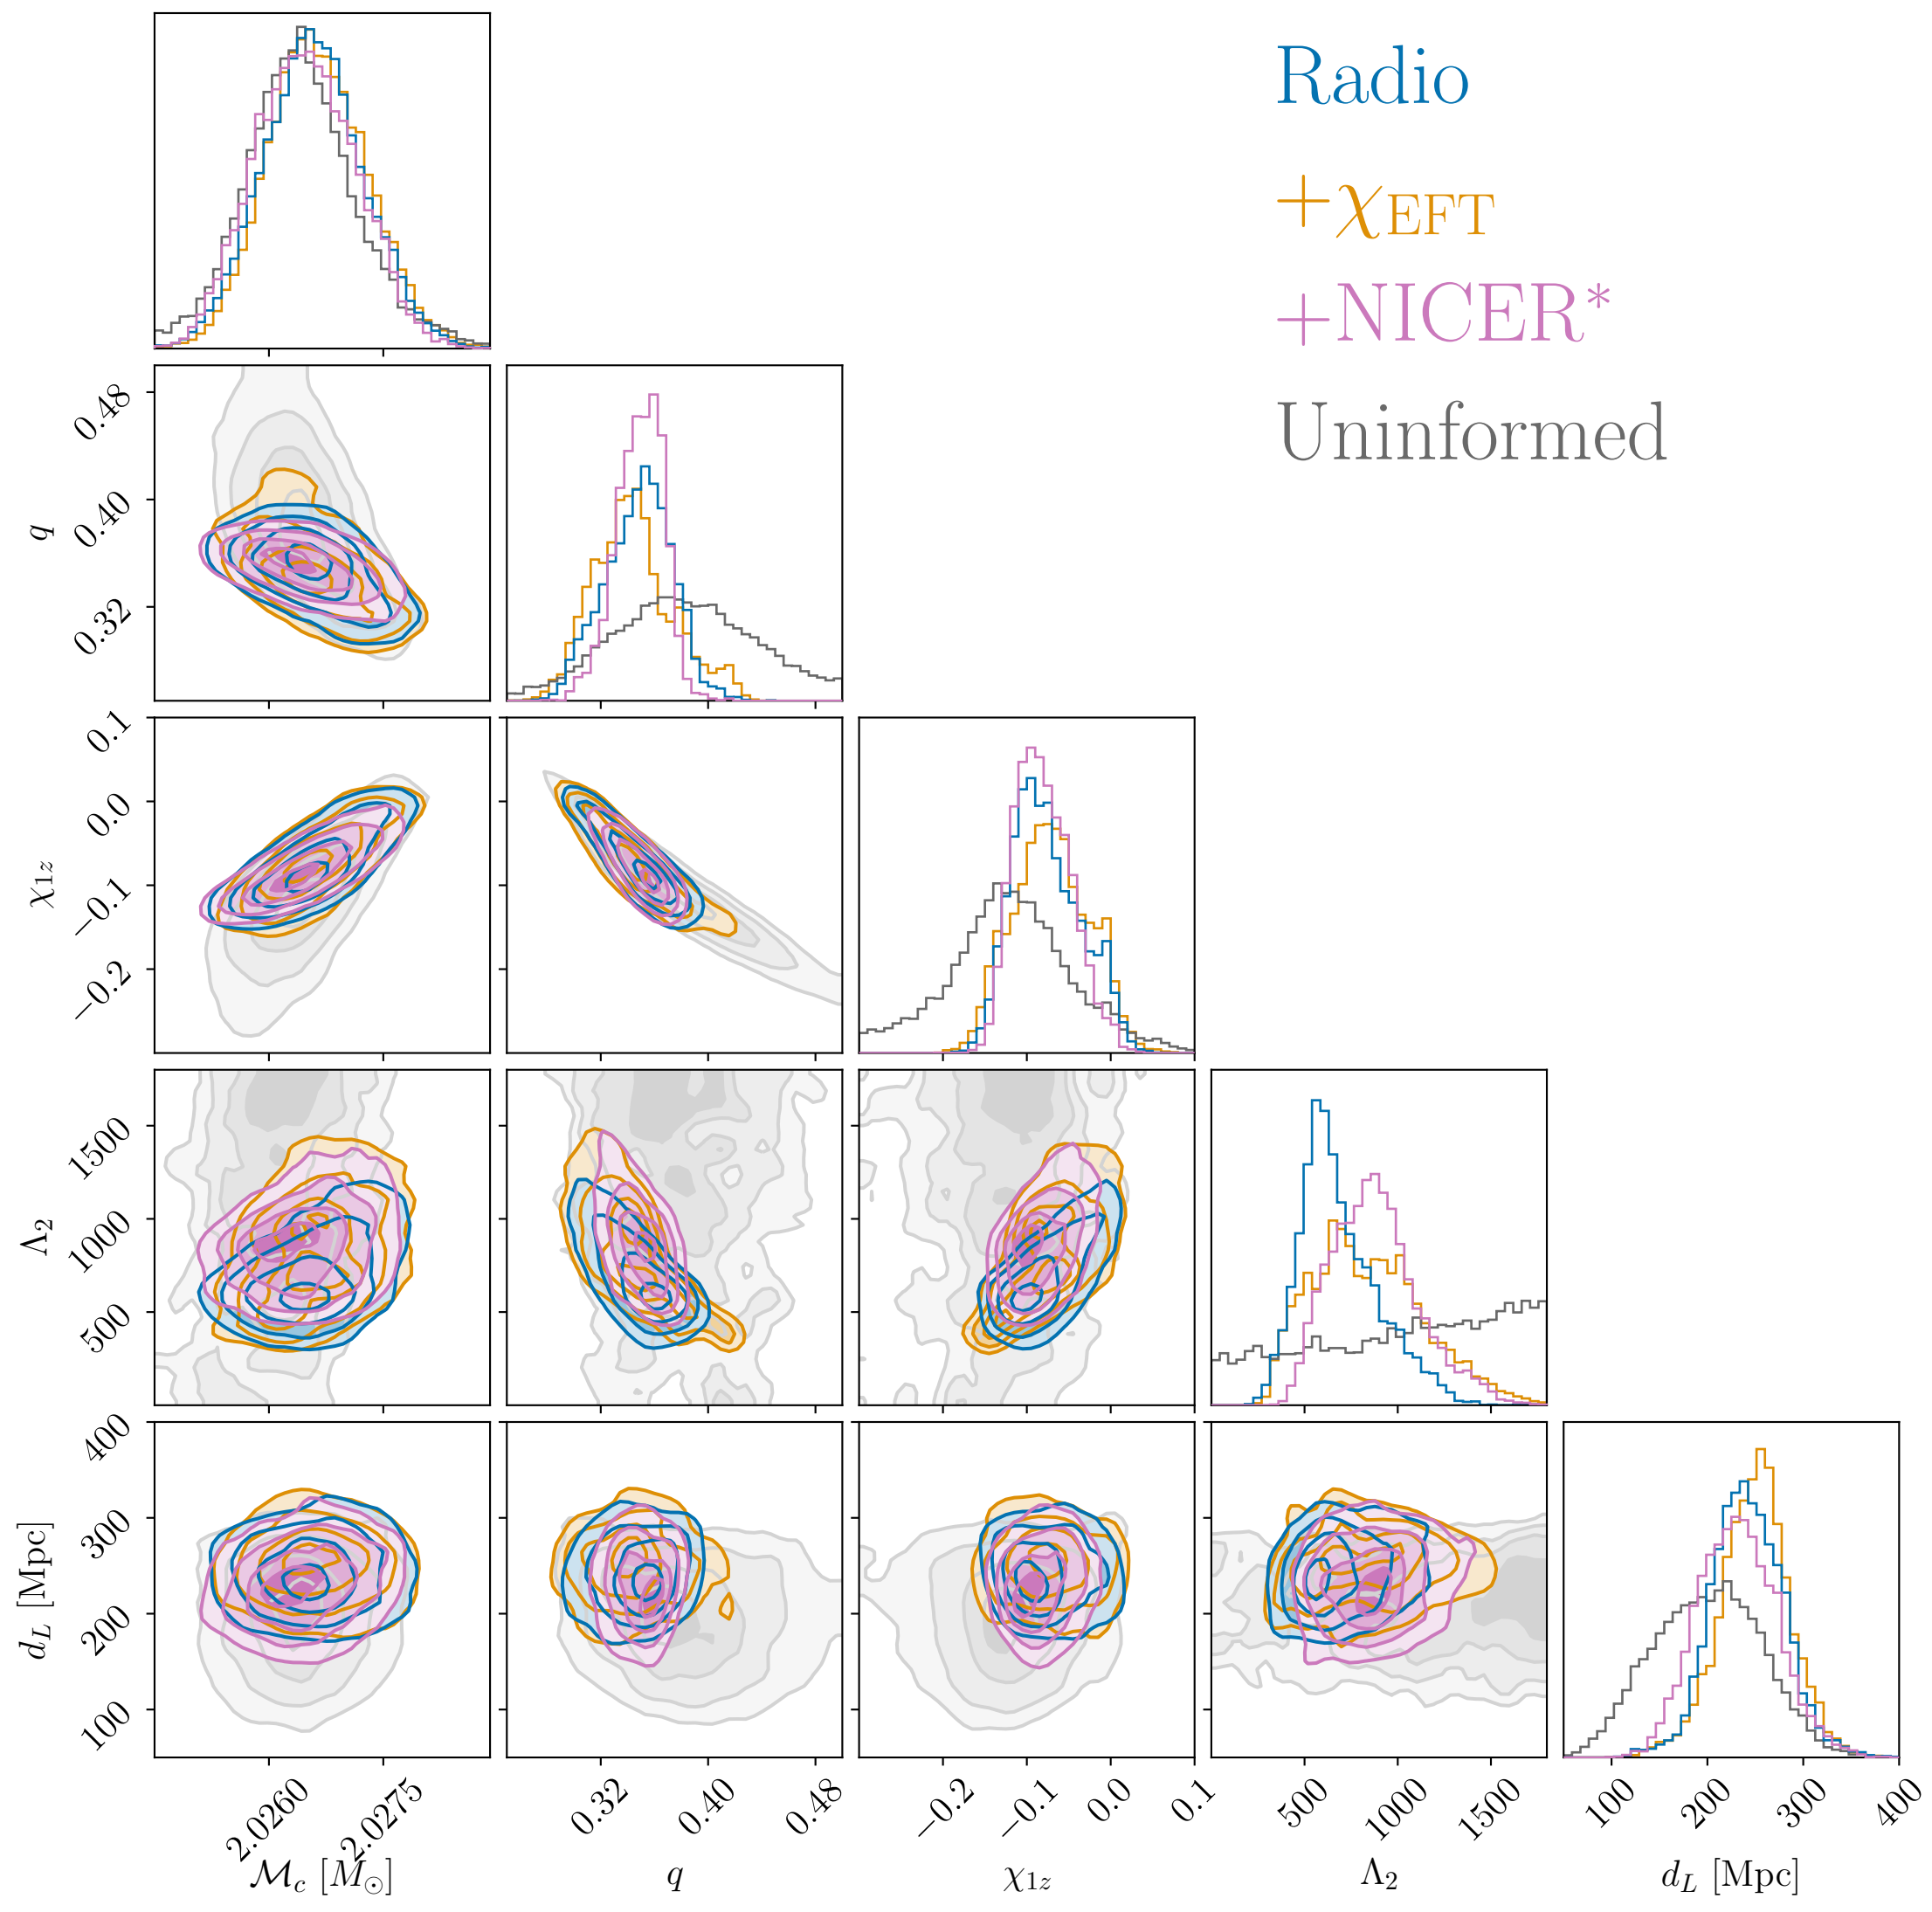 Radio
+χEFT
+NICER*
Uninformed
0.48
0.40
0.32
q
0.1
0.0
−0.1
−0.2
χ1z
1500
1000
500
Λ2
400
300
200
100
dL [Mpc]
2.0260 2.0275 0.32 0.40 0.48 −0.2 −0.1 0.0 0.1 500 1000 1500 100 200 300 400
ℳc [M⊙] q χ1z Λ2 dL [Mpc]